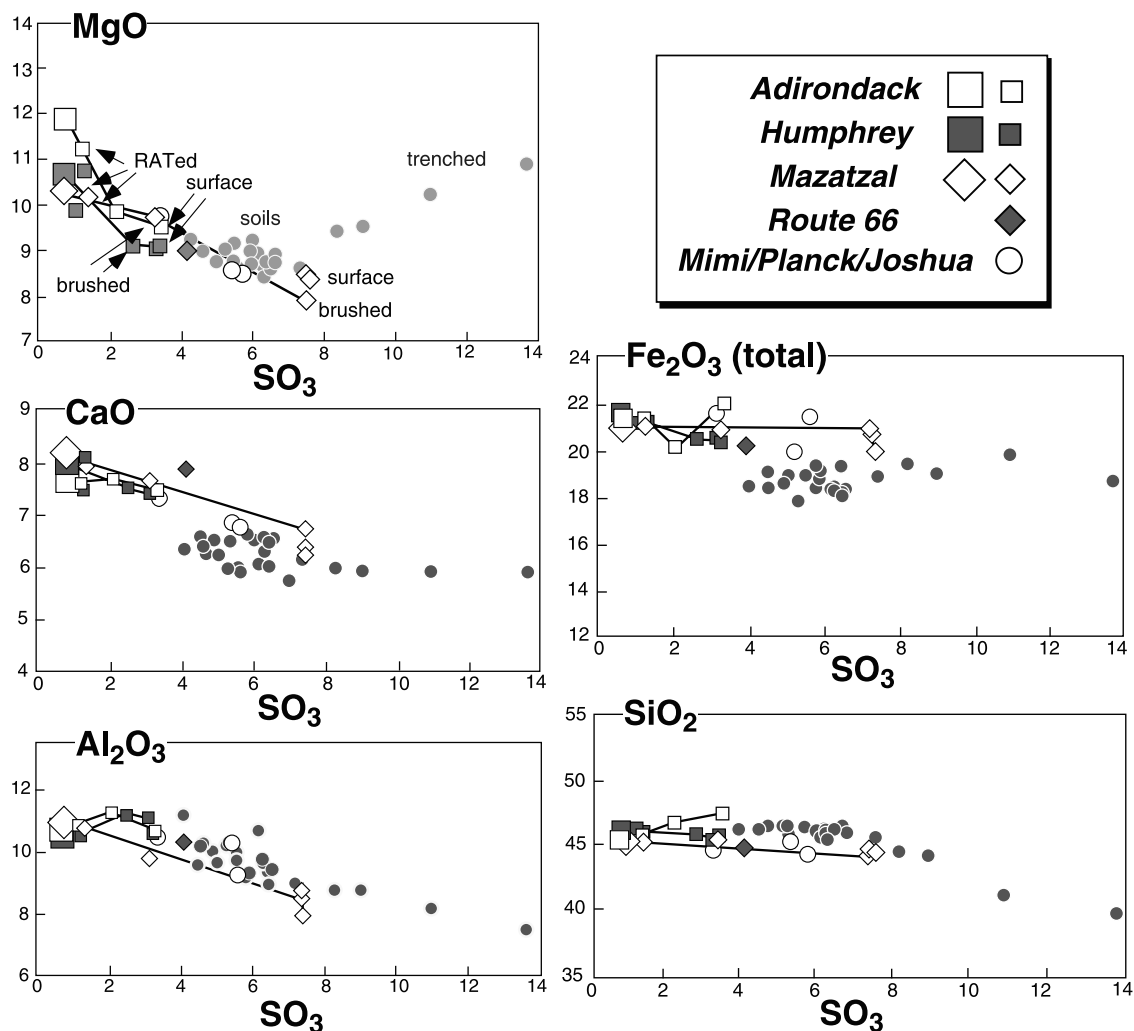 MgO
14
13
12
11
10
9
8
7
RATed
surface
brushed
soils
trenched
surface
brushed
0 2 4 6 8 10 12 14
SO3
Adirondack
Humphrey
Mazatzal
Route 66
Mimi/Planck/Joshua
Fe2O3 (total)
24
22
20
18
16
14
12
0 2 4 6 8 10 12 14
SO3
CaO
9
8
7
6
5
4
0 2 4 6 8 10 12 14
SO3
Al2O3
11
10
8
6
0 2 4 6 8 10 12 14
SO3
SiO2
55
50
45
40
35
0 2 4 6 8 10 12 14
SO3